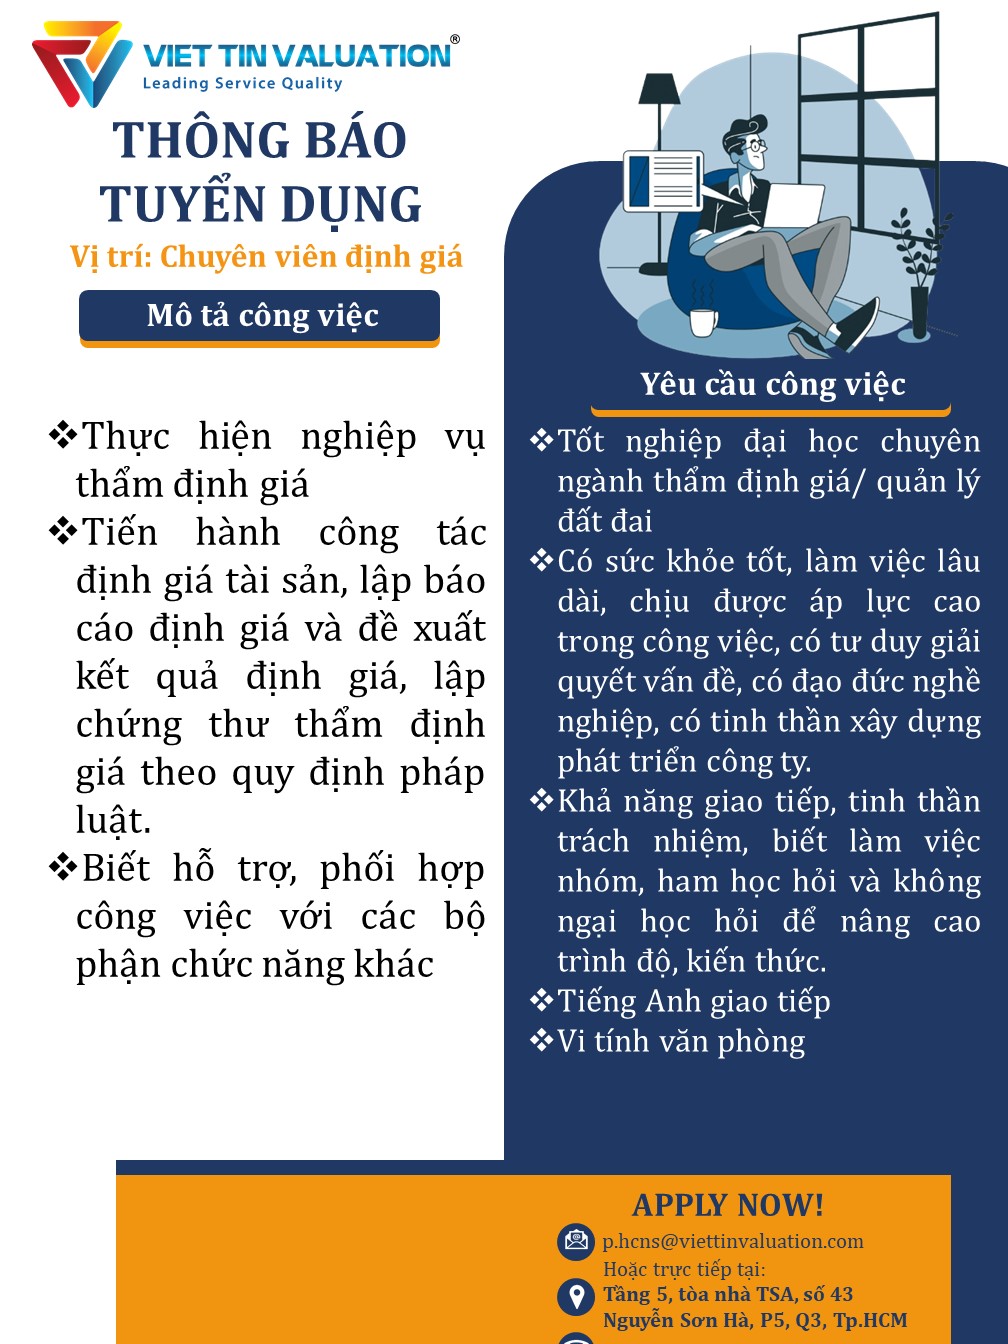 VIET TIN VALUATION®
Leading Service Quality
THÔNG BÁO
TUYỂN DỤNG
Vị trí: Chuyên viên định giá
Mô tả công việc
❖Thực hiện nghiệp vụ
thẩm định giá
❖Tiến hành công tác
định giá tài sản, lập báo
cáo định giá và đề xuất
kết quả định giá, lập
chứng thư thẩm định
giá theo quy định pháp
luật.
❖Biết hỗ trợ, phối hợp
công việc với các bộ
phận chức năng khác
Yêu cầu công việc
❖Tốt nghiệp đại học chuyên
ngành thẩm định giá/ quản lý
đất đai
❖Có sức khỏe tốt, làm việc lâu
dài, chịu được áp lực cao
trong công việc, có tư duy giải
quyết vấn đề, có đạo đức nghề
nghiệp, có tinh thần xây dựng
phát triển công ty.
❖Khả năng giao tiếp, tinh thần
trách nhiệm, biết làm việc
nhóm, ham học hỏi và không
ngại học hỏi để nâng cao
trình độ, kiến thức.
❖Tiếng Anh giao tiếp
❖Vi tính văn phòng
APPLY NOW!
p.hcns@viettinvaluation.com
Hoặc trực tiếp tại:
Tầng 5, tòa nhà TSA, số 43
Nguyễn Sơn Hà, P5, Q3, Tp.HCM